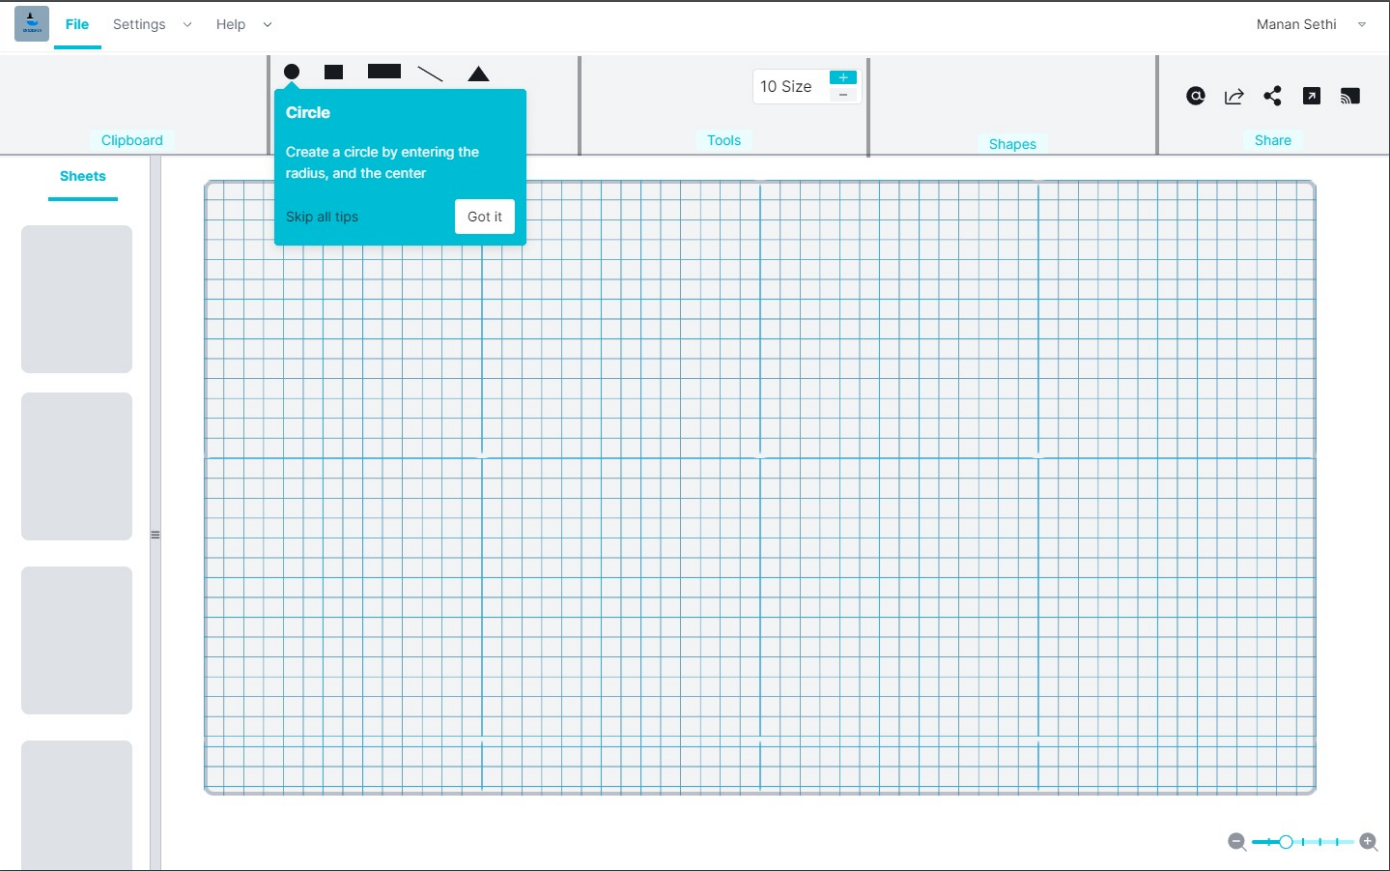 File
Settings
Help
Manan Sethi
10 Size
Clipboard
Tools
Shapes
Share
Circle
Create a circle by entering the
radius, and the center
Skip all tips
Got it
Sheets